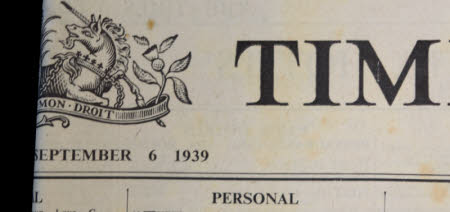 TIM
MON · DROIT
SEPTEMBER 6 1939
PERSONAL